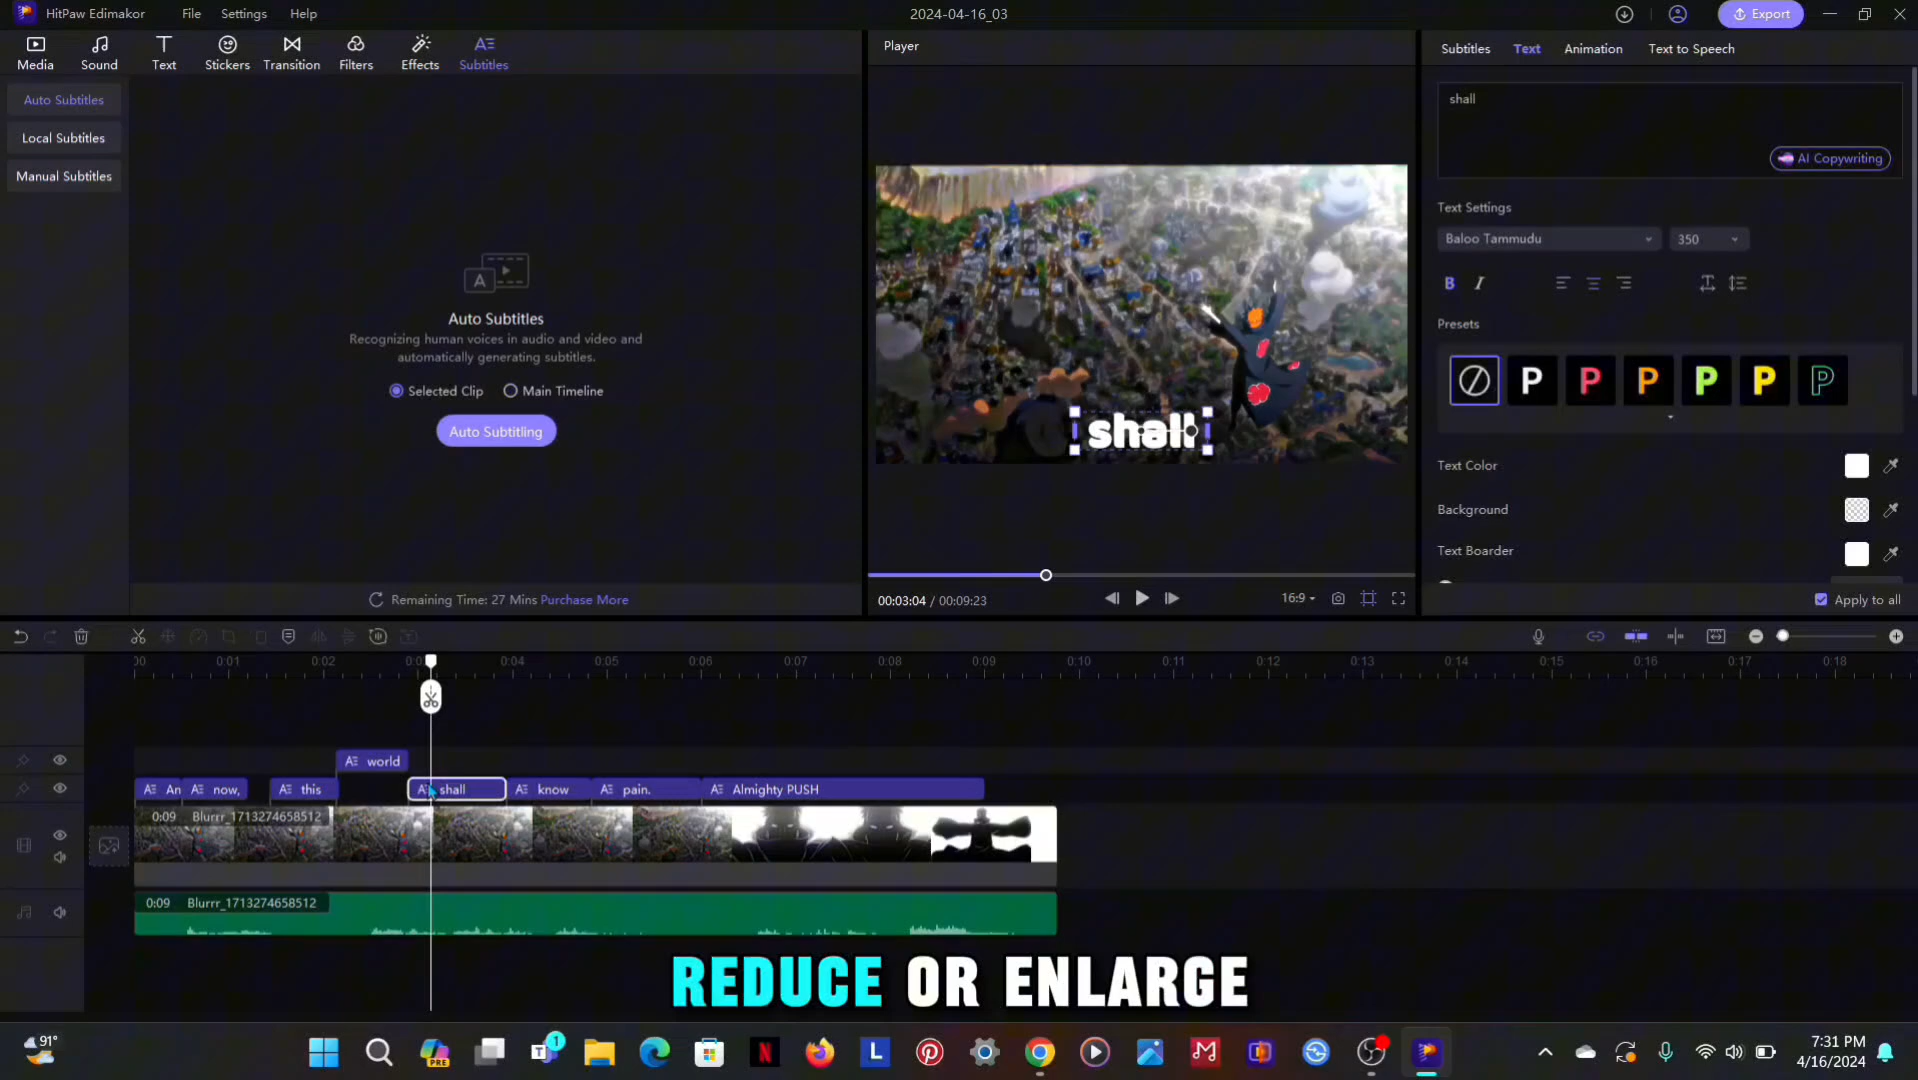 HitPaw Edimakor
File
Settings
Help
2024-04-16_03
Export
Media
Sound
Text
Stickers
Transition
Filters
Effects
Subtitles
Player
Subtitles
Text
Animation
Text to Speech
Auto Subtitles
Local Subtitles
Manual Subtitles
Auto Subtitles
Recognizing human voices in audio and video and
automatically generating subtitles.
Selected Clip
Main Timeline
Auto Subtitling
Remaining Time: 27 Mins Purchase More
shall
00:03:04 / 00:09:23
16:9
shall
AI Copywriting
Text Settings
Baloo Tammudu
350
B I
Presets
P P P P P P
Text Color
Background
Text Boarder
Apply to all
0:01 0:02 0:04 0:05 0:06 0:07 0:08 0:09 0:10 0:11 0:12 0:13 0:14 0:15 0:16 0:17 0:18
world
An now, this shall know pain. Almighty PUSH
0:09 Blurrr_1713274658512
0:09 Blurrr_1713274658512
REDUCE OR ENLARGE
91°
PRE
1
7:31 PM
4/16/2024